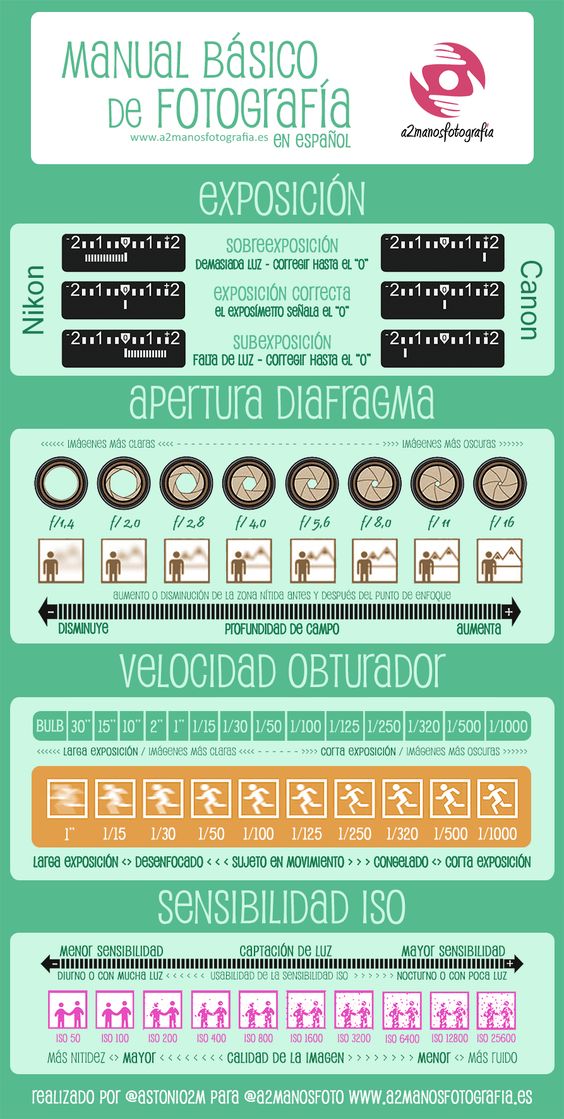 MANUAL BÁSICO
DE FOTOGRAFÍA
www.a2manosfotografia.es EN ESPAÑOL
a2manosfotografia
EXPOSICIÓN
Nikon
Canon
-2 1 0 1 +2
SOBREEXPOSICIÓN
DEMASIADA LUZ - CORREGIR HASTA EL "0"
-2 1 0 1 +2
-2 1 0 1 +2
EXPOSICIÓN CORRECTA
EL EXPOSÍMETRO SEÑALA EL "0"
-2 1 0 1 +2
-2 1 0 1 +2
SUBEXPOSICIÓN
FALTA DE LUZ - CORREGIR HASTA EL "0"
-2 1 0 1 +2
APERTURA DIAFRAGMA
<<<<<< IMÁGENES MÁS CLARAS <<<< - - - - - - - - - - - - - - - - >>>> IMÁGENES MÁS OSCURAS >>>>>>
f/1,4 f/2,0 f/2,8 f/4,0 f/5,6 f/8,0 f/11 f/16
AUMENTO O DISMINUCIÓN DE LA ZONA NÍTIDA ANTES Y DESPUÉS DEL PUNTO DE ENFOQUE
- +
DISMINUYE PROFUNDIDAD DE CAMPO AUMENTA
VELOCIDAD OBTURADOR
BULB 30" 15" 10" 2" 1" 1/15 1/30 1/50 1/100 1/125 1/250 1/320 1/500 1/1000
<<<<<< LARGA EXPOSICIÓN / IMÁGENES MÁS CLARAS <<<< - - - - - - >>>> CORTA EXPOSICIÓN / IMÁGENES MÁS OSCURAS >>>>>>
1" 1/15 1/30 1/50 1/100 1/125 1/250 1/320 1/500 1/1000
LARGA EXPOSICIÓN <> DESENFOCADO < < < SUJETO EN MOVIMIENTO > > > CONGELADO <> CORTA EXPOSICIÓN
SENSIBILIDAD ISO
MENOR SENSIBILIDAD CAPTACIÓN DE LUZ MAYOR SENSIBILIDAD
- +
DIURNO O CON MUCHA LUZ < < < < < < USABILIDAD DE LA SENSIBILIDAD ISO > > > > > > NOCTURNO O CON POCA LUZ
ISO 50 ISO 100 ISO 200 ISO 400 ISO 800 ISO 1600 ISO 3200 ISO 6400 ISO 12800 ISO 25600
MÁS NITIDEZ <> MAYOR < < < < < CALIDAD DE LA IMAGEN > > > > > MENOR <> MÁS RUIDO
REALIZADO POR @ASTONIO2M PARA @A2MANOSFOTO WWW.A2MANOSFOTOGRAFIA.ES